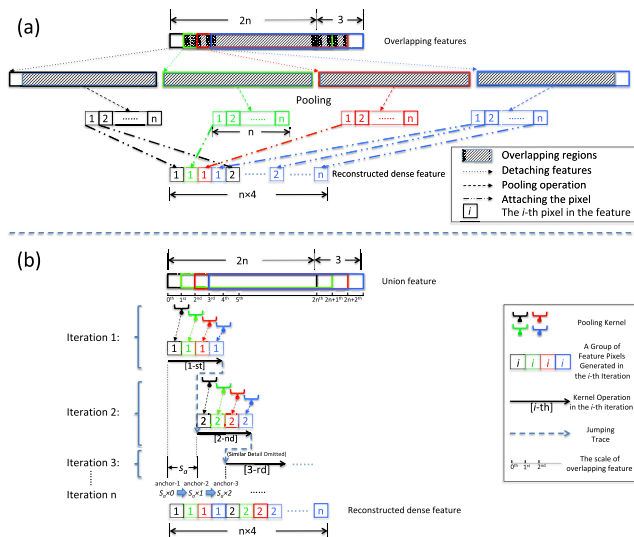 (a)
2n
3
Overlapping features
Pooling
1 2 ...... n
1 2 ...... n
1 2 ...... n
1 2 ...... n
n
1 1 1 1 2 ...... 2 ...... n
Reconstructed dense feature
n×4
Overlapping regions
Detaching features
Pooling operation
Attaching the pixel
i The i-th pixel in the feature
(b)
2n
3
Union feature
0th 1st 2nd 3rd 4th 5th 2nth 2n+1th 2n+2th
Iteration 1:
1 1 1 1
[1-st]
Iteration 2:
2 2 2 2
[2-nd]
Iteration 3:
(Similar Detail Omitted)
Sa
[3-rd]
Iteration n
anchor-1 anchor-2 anchor-3
Sa×0 Sa×1 Sa×2 ......
1 1 1 1 2 2 2 2 ...... n
Reconstructed dense feature
n×4
Pooling Kernel
i i i i
A Group of
Feature Pixels
Generated in
the i-th Iteration
[i-th]
Kernel Operation
in the i-th iteration
Jumping
Trace
0th 1st 2nd
The scale of
overlapping feature